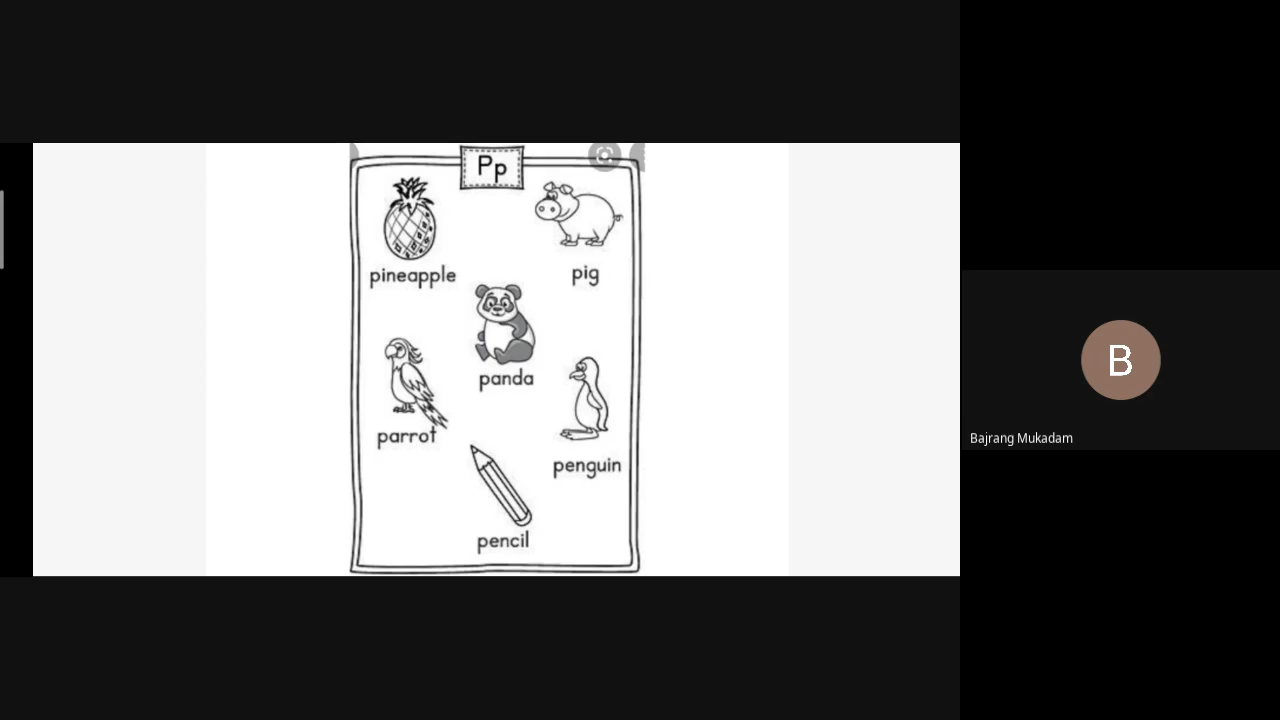 Pp
pineapple
pig
panda
parrot
penguin
pencil
B
Bajrang Mukadam